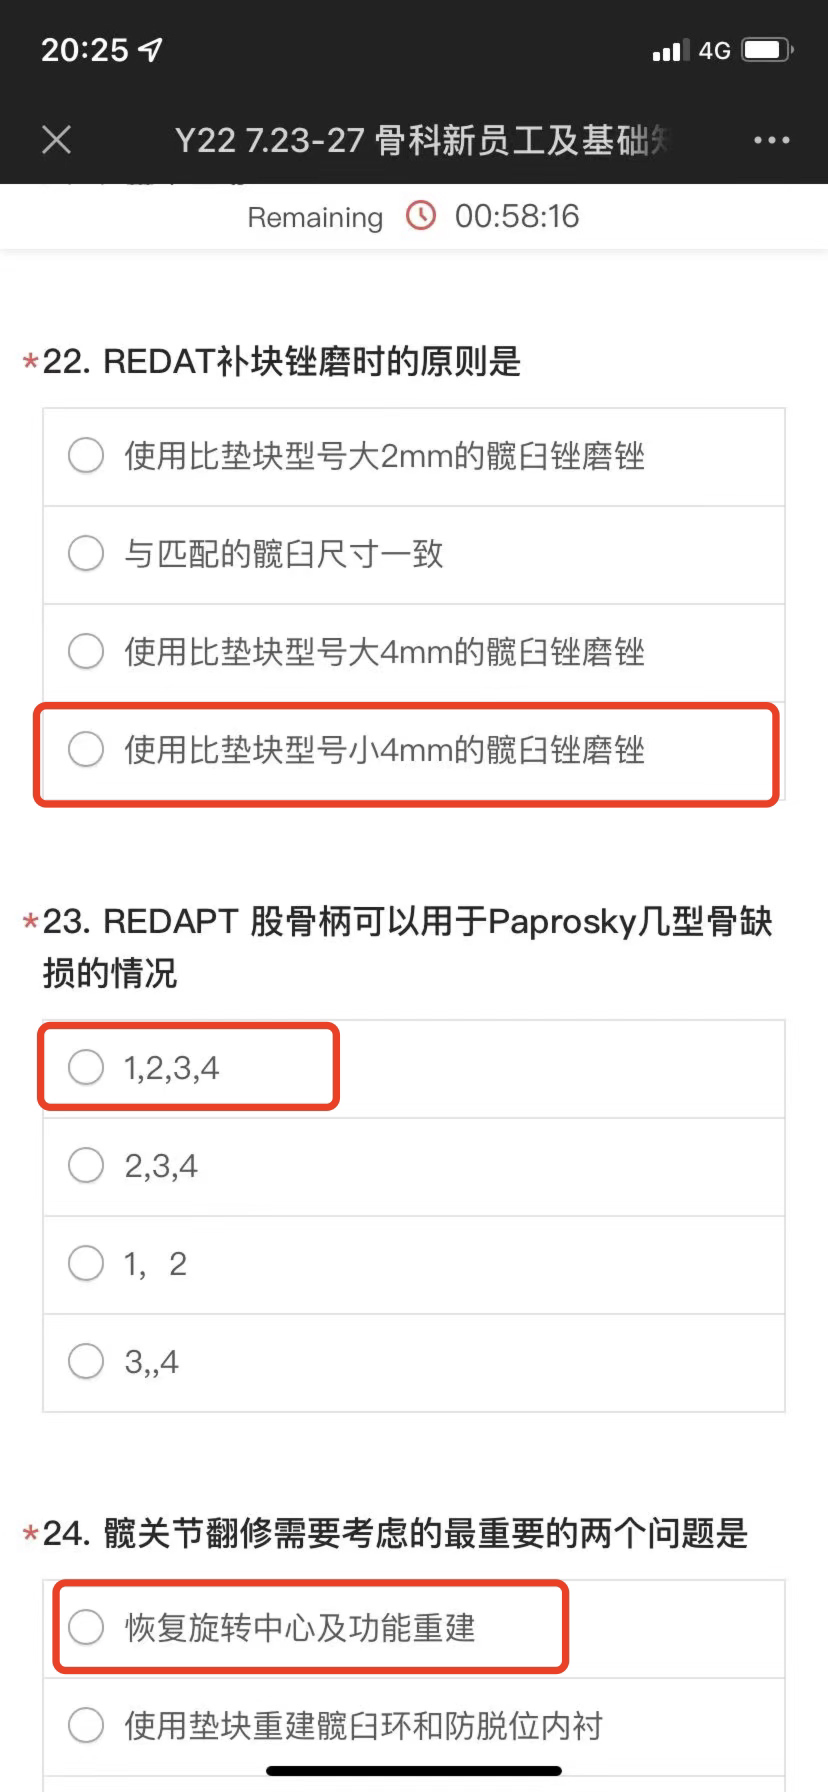 20:25
4G
Y22 7.23-27 骨科新员工及基础
Remaining 00:58:16
*22. REDAT补块锉磨时的原则是
使用比垫块型号大2mm的髋臼锉磨锉
与匹配的髋臼尺寸一致
使用比垫块型号大4mm的髋臼锉磨锉
使用比垫块型号小4mm的髋臼锉磨锉
*23. REDAPT 股骨柄可以用于Paprosky几型骨缺
损的情况
1,2,3,4
2,3,4
1，2
3,,4
*24. 髋关节翻修需要考虑的最重要的两个问题是
恢复旋转中心及功能重建
使用垫块重建髋臼环和防脱位内衬